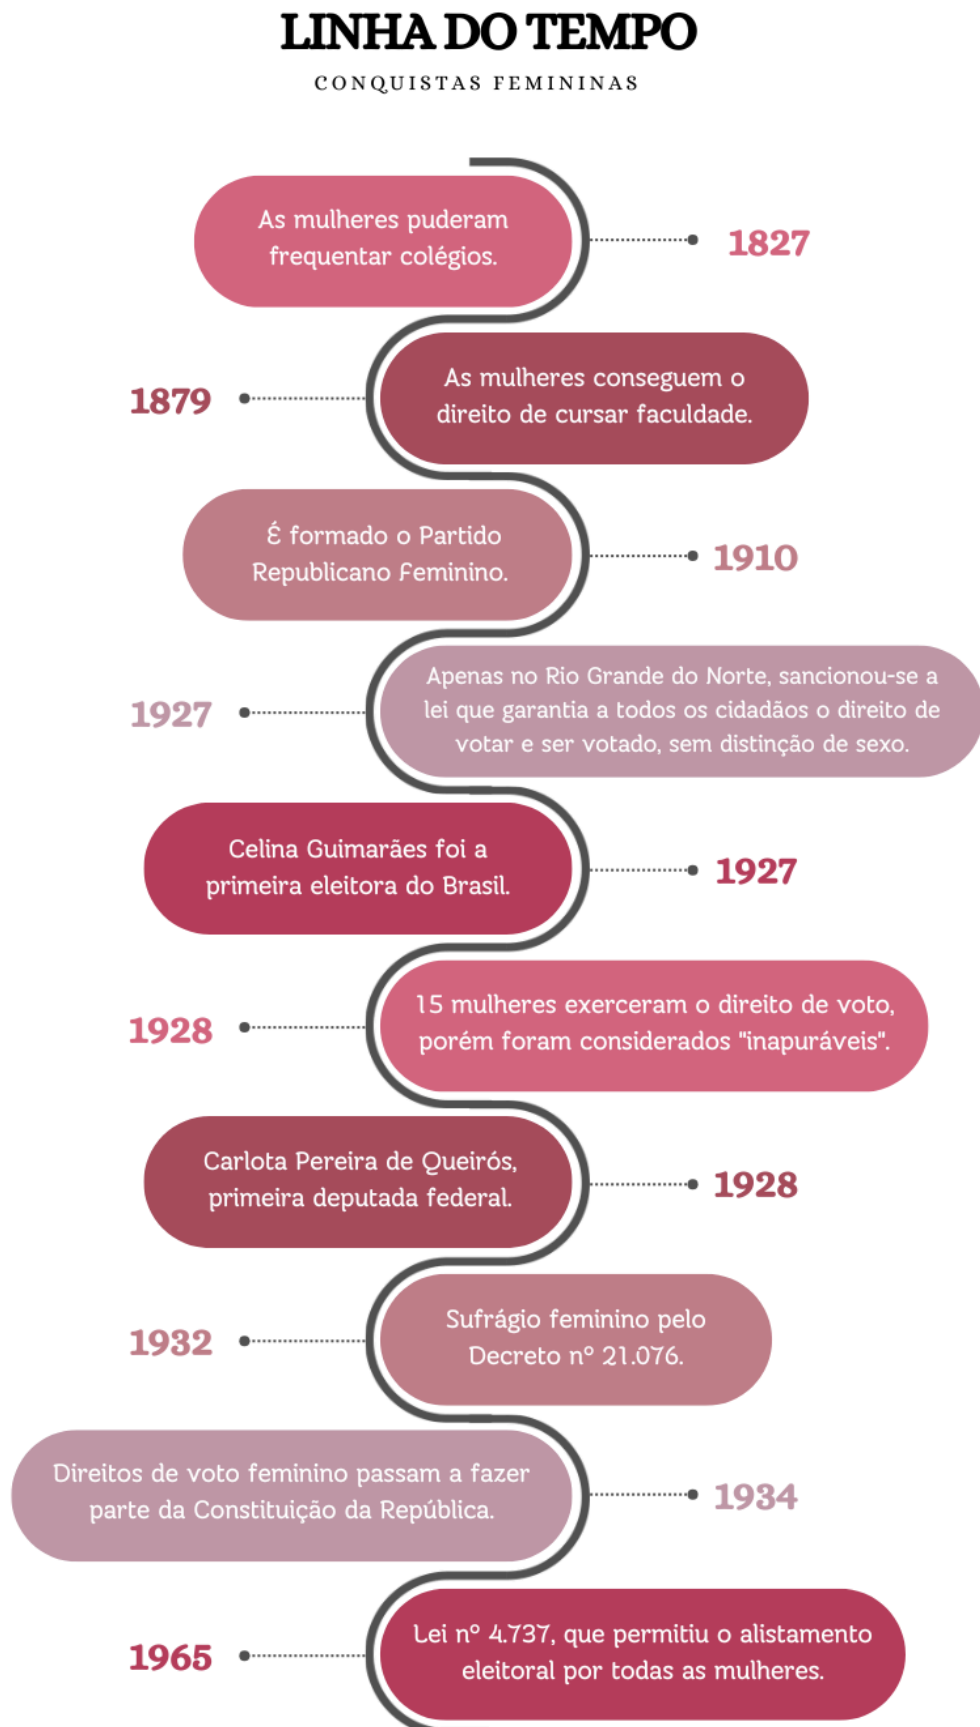 LINHA DO TEMPO
CONQUISTAS FEMININAS
As mulheres puderam
frequentar colégios.
1827
1879
As mulheres conseguem o
direito de cursar faculdade.
É formado o Partido
Republicano Feminino.
1910
1927
Apenas no Rio Grande do Norte, sancionou-se a
lei que garantia a todos os cidadãos o direito de
votar e ser votado, sem distinção de sexo.
Celina Guimarães foi a
primeira eleitora do Brasil.
1927
1928
15 mulheres exerceram o direito de voto,
porém foram considerados "inapuráveis".
Carlota Pereira de Queirós,
primeira deputada federal.
1928
1932
Sufrágio feminino pelo
Decreto nº 21.076.
Direitos de voto feminino passam a fazer
parte da Constituição da República.
1934
1965
Lei nº 4.737, que permitiu o alistamento
eleitoral por todas as mulheres.